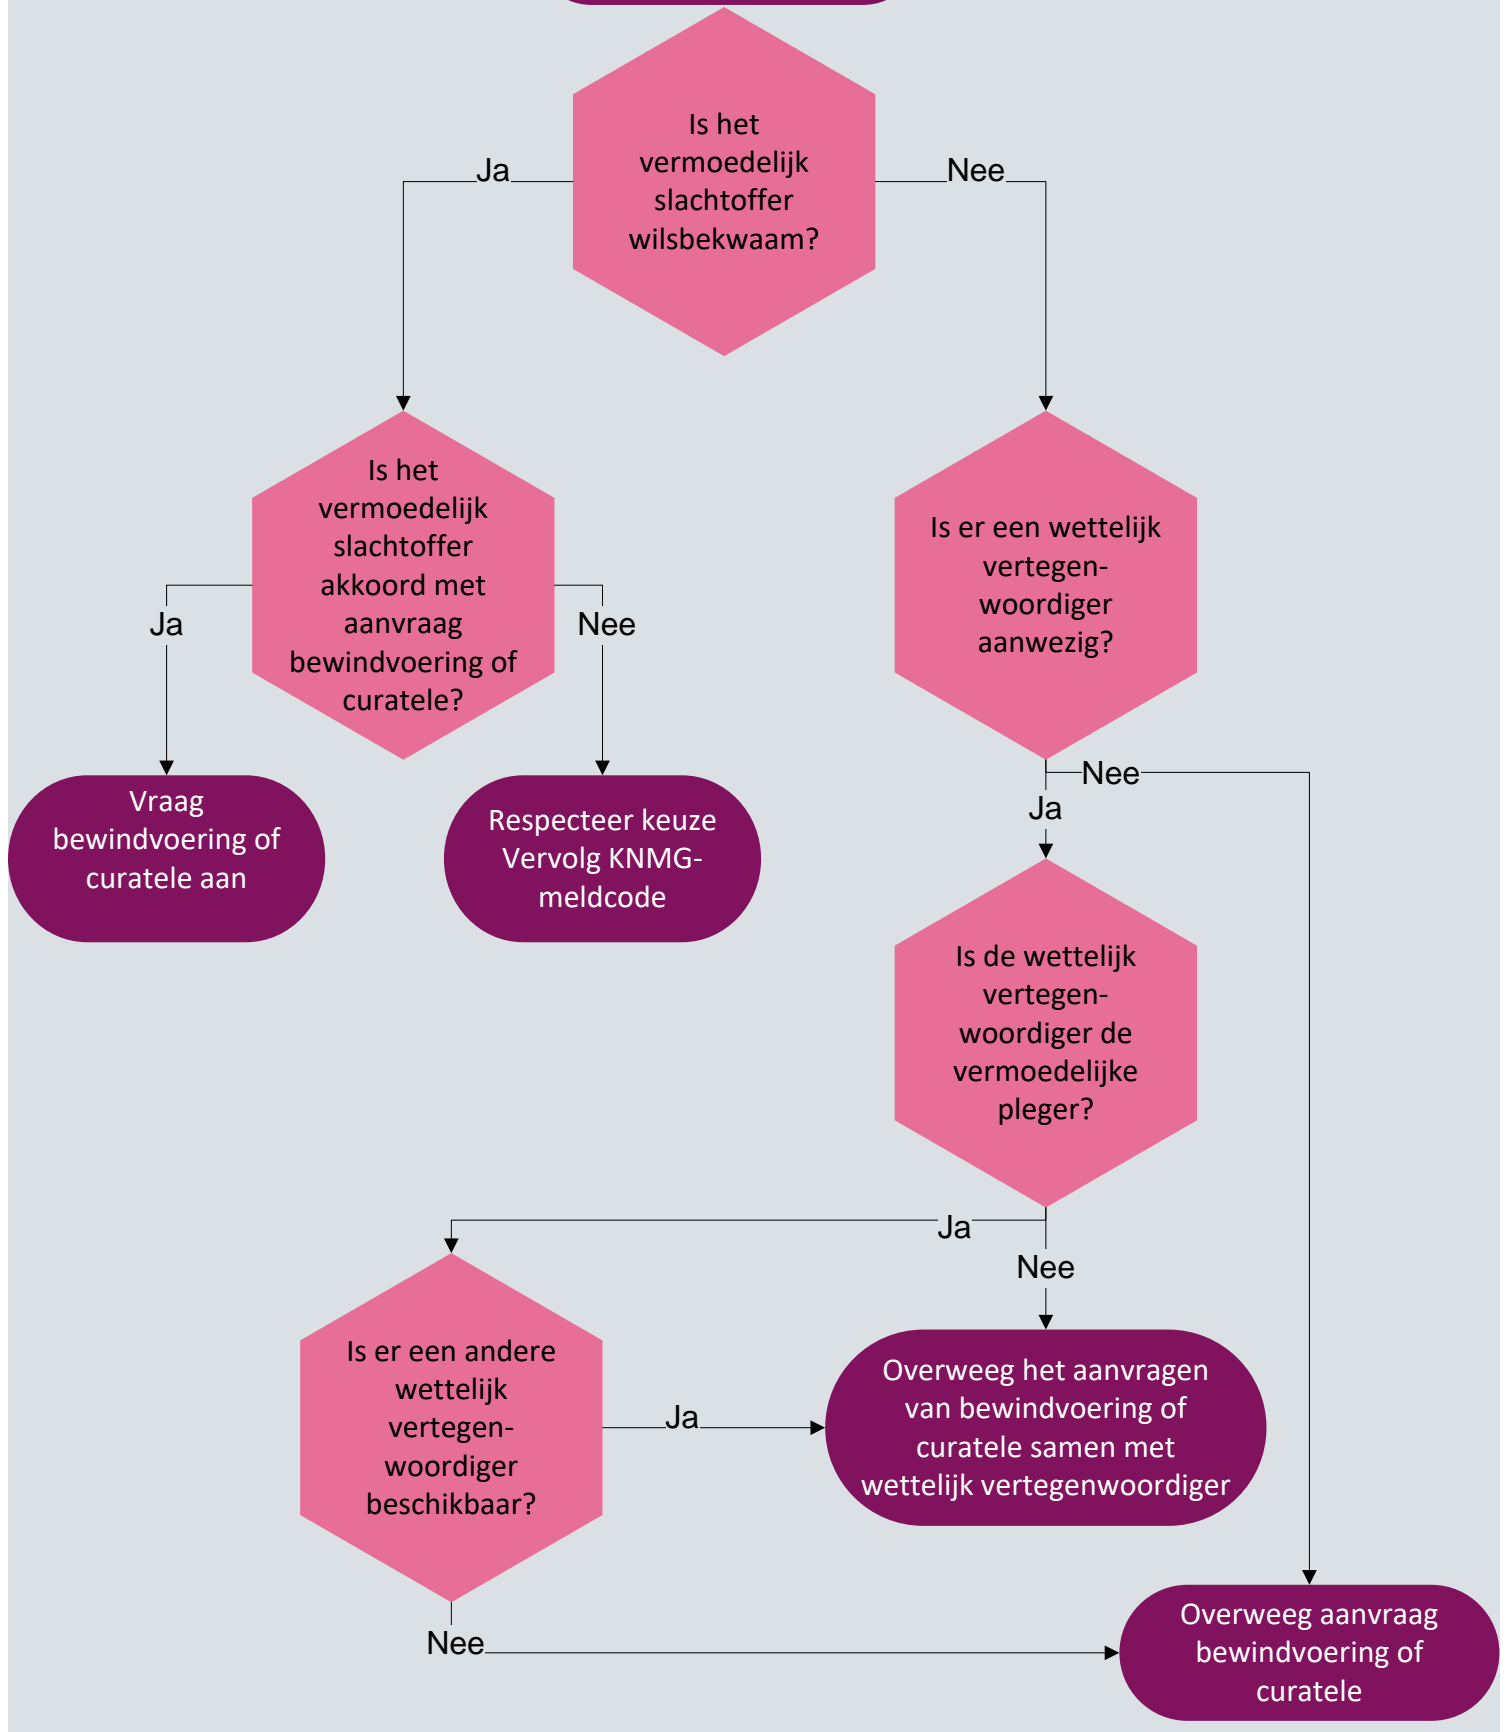 Is het
vermoedelijk
slachtoffer
wilsbekwaam?
Ja
Nee
Is het
vermoedelijk
slachtoffer
akkoord met
aanvraag
bewindvoering of
curatele?
Is er een wettelijk
vertegen-
woordiger
aanwezig?
Ja
Nee
Vraag
bewindvoering of
curatele aan
Respecteer keuze
Vervolg KNMG-
meldcode
Nee
Ja
Is de wettelijk
vertegen-
woordiger de
vermoedelijke
pleger?
Ja
Nee
Is er een andere
wettelijk
vertegen-
woordiger
beschikbaar?
Ja
Overweeg het aanvragen
van bewindvoering of
curatele samen met
wettelijk vertegenwoordiger
Nee
Overweeg aanvraag
bewindvoering of
curatele